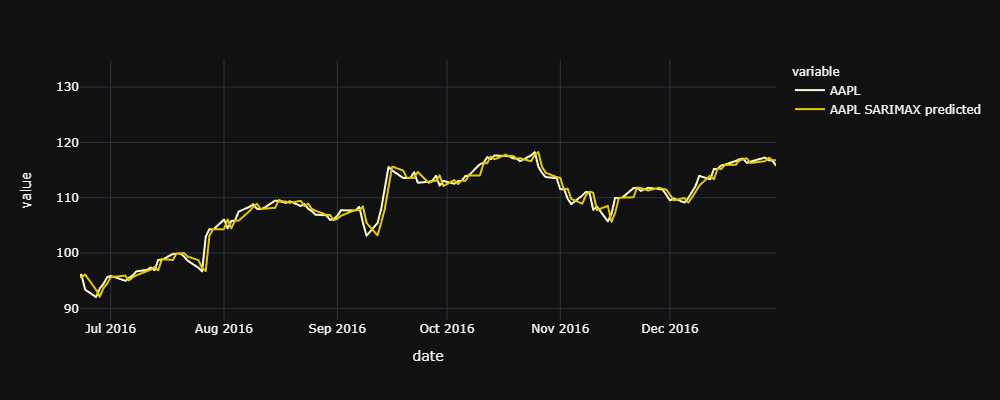 variable
AAPL
AAPL SARIMAX predicted
value
130
120
110
100
90
Jul 2016
Aug 2016
Sep 2016
Oct 2016
Nov 2016
Dec 2016
date